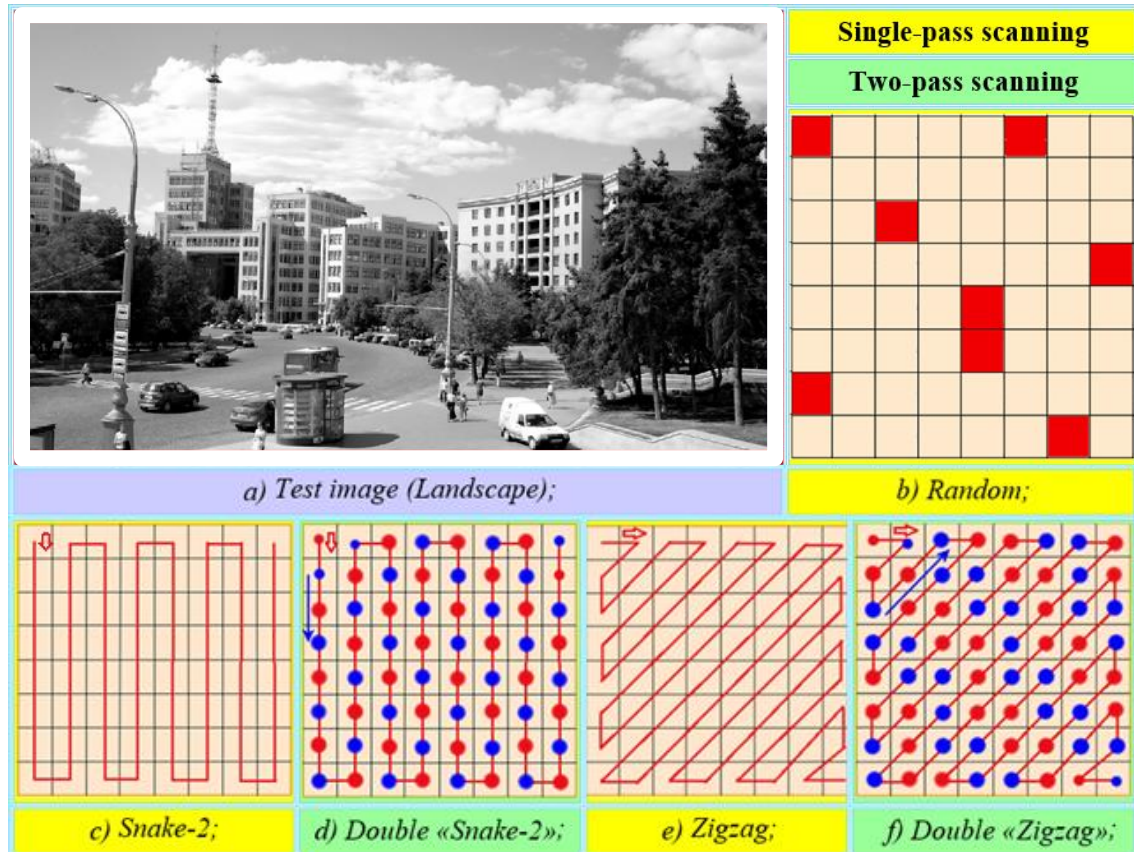 Single-pass scanning
Two-pass scanning
a) Test image (Landscape);
b) Random;
c) Snake-2;
d) Double «Snake-2»;
e) Zigzag;
f) Double «Zigzag»;